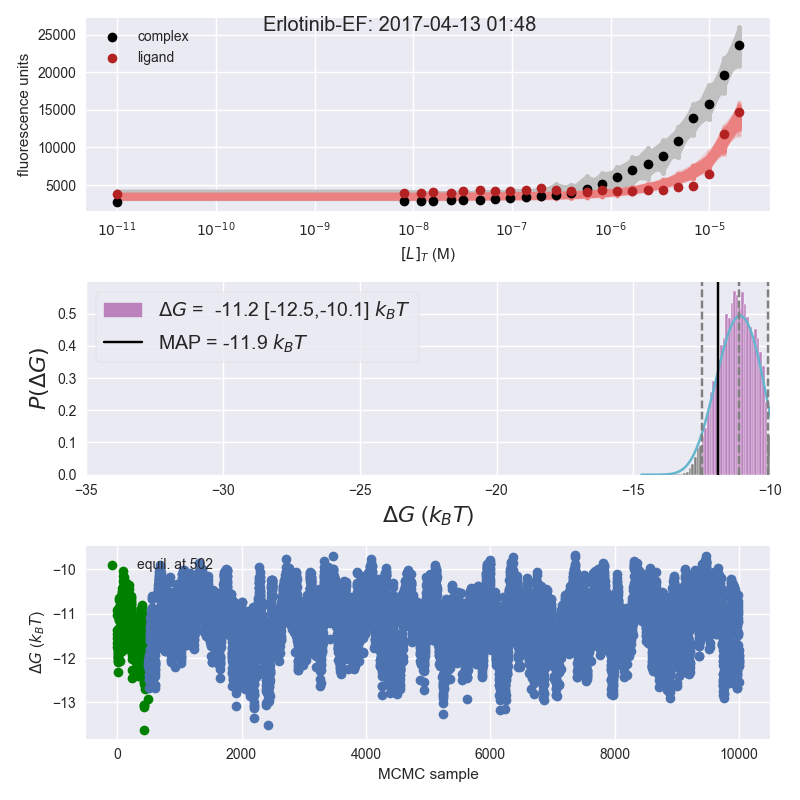 Erlotinib-EF: 2017-04-13 01:48
complex
ligand
fluorescence units
25000
20000
15000
10000
5000
10⁻¹¹ 10⁻¹⁰ 10⁻⁹ 10⁻⁸ 10⁻⁷ 10⁻⁶ 10⁻⁵
[L]_T (M)
ΔG = -11.2 [-12.5,-10.1] k_BT
MAP = -11.9 k_BT
P(ΔG)
0.5
0.4
0.3
0.2
0.1
0.0
−35 −30 −25 −20 −15 −10
ΔG (k_BT)
equil. at 502
ΔG (k_BT)
−10
−11
−12
−13
0 2000 4000 6000 8000 10000
MCMC sample